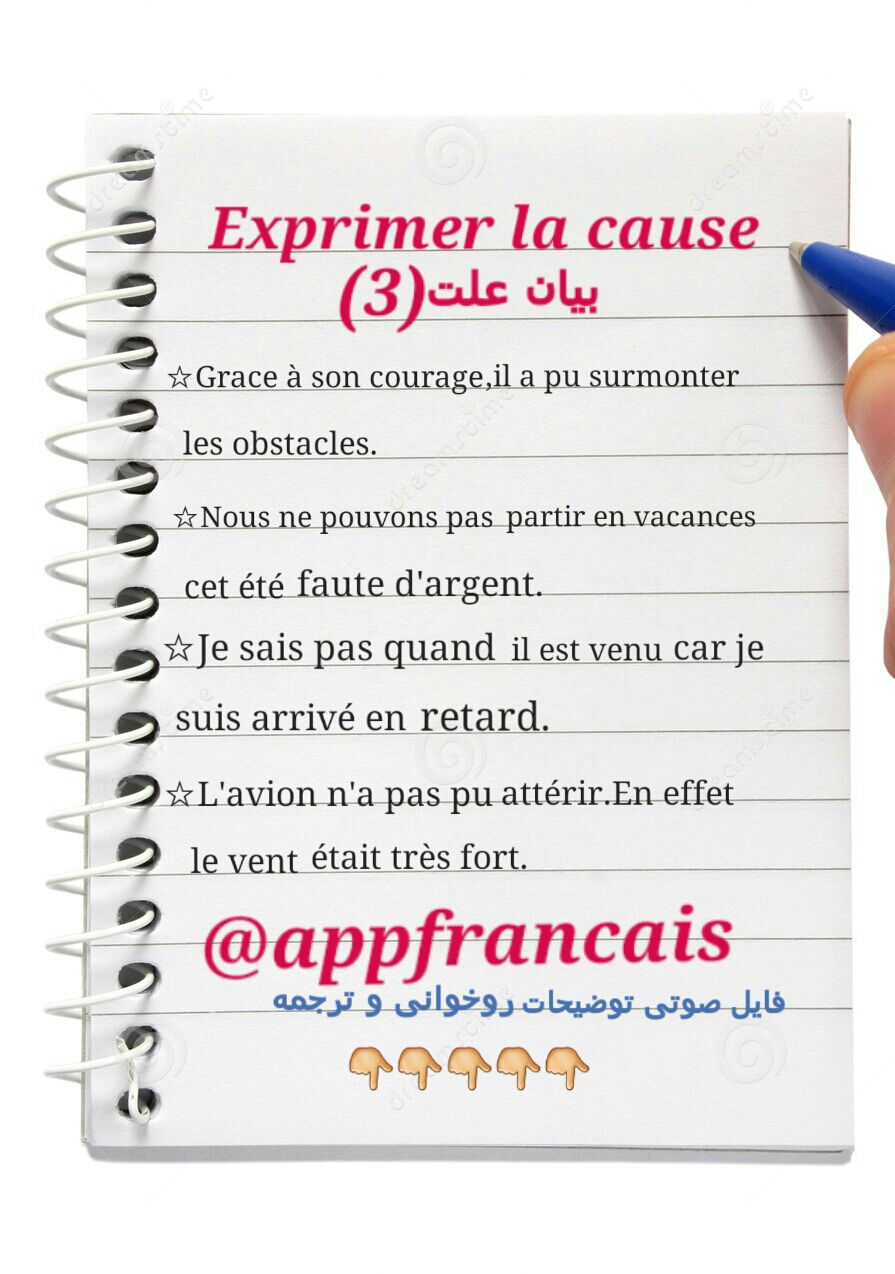 Exprimer la cause
بیان علت(3)
☆Grace à son courage,il a pu surmonter
les obstacles.
☆Nous ne pouvons pas partir en vacances
cet été faute d'argent.
☆Je sais pas quand il est venu car je
suis arrivé en retard.
☆L'avion n'a pas pu attérir.En effet
le vent était très fort.
@appfrancais
فایل صوتی توضیحات روخوانی و ترجمه
👇👇👇👇👇
dreamstime